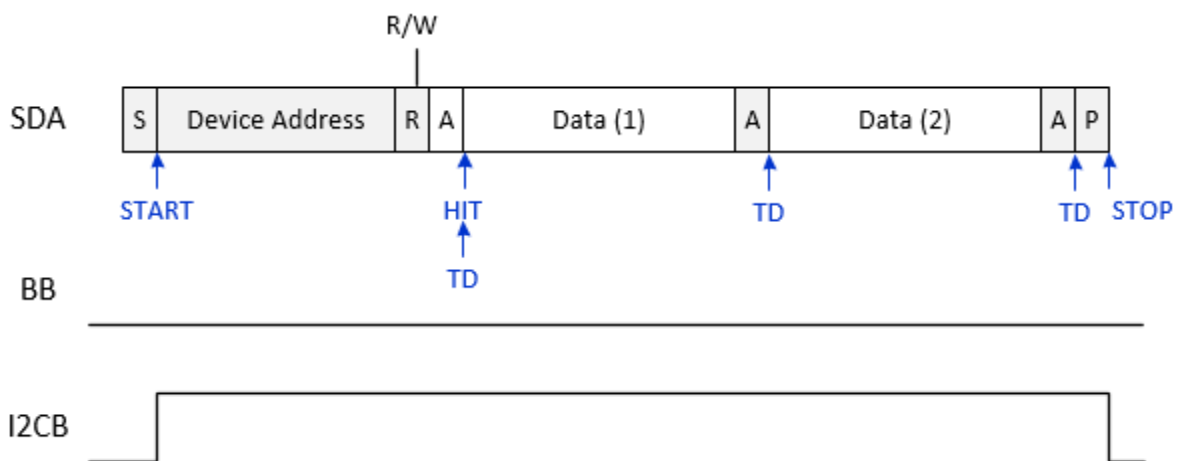 R/W
SDA S Device Address R A Data (1) A Data (2) A P
START HIT TD TD STOP
TD
BB
I2CB